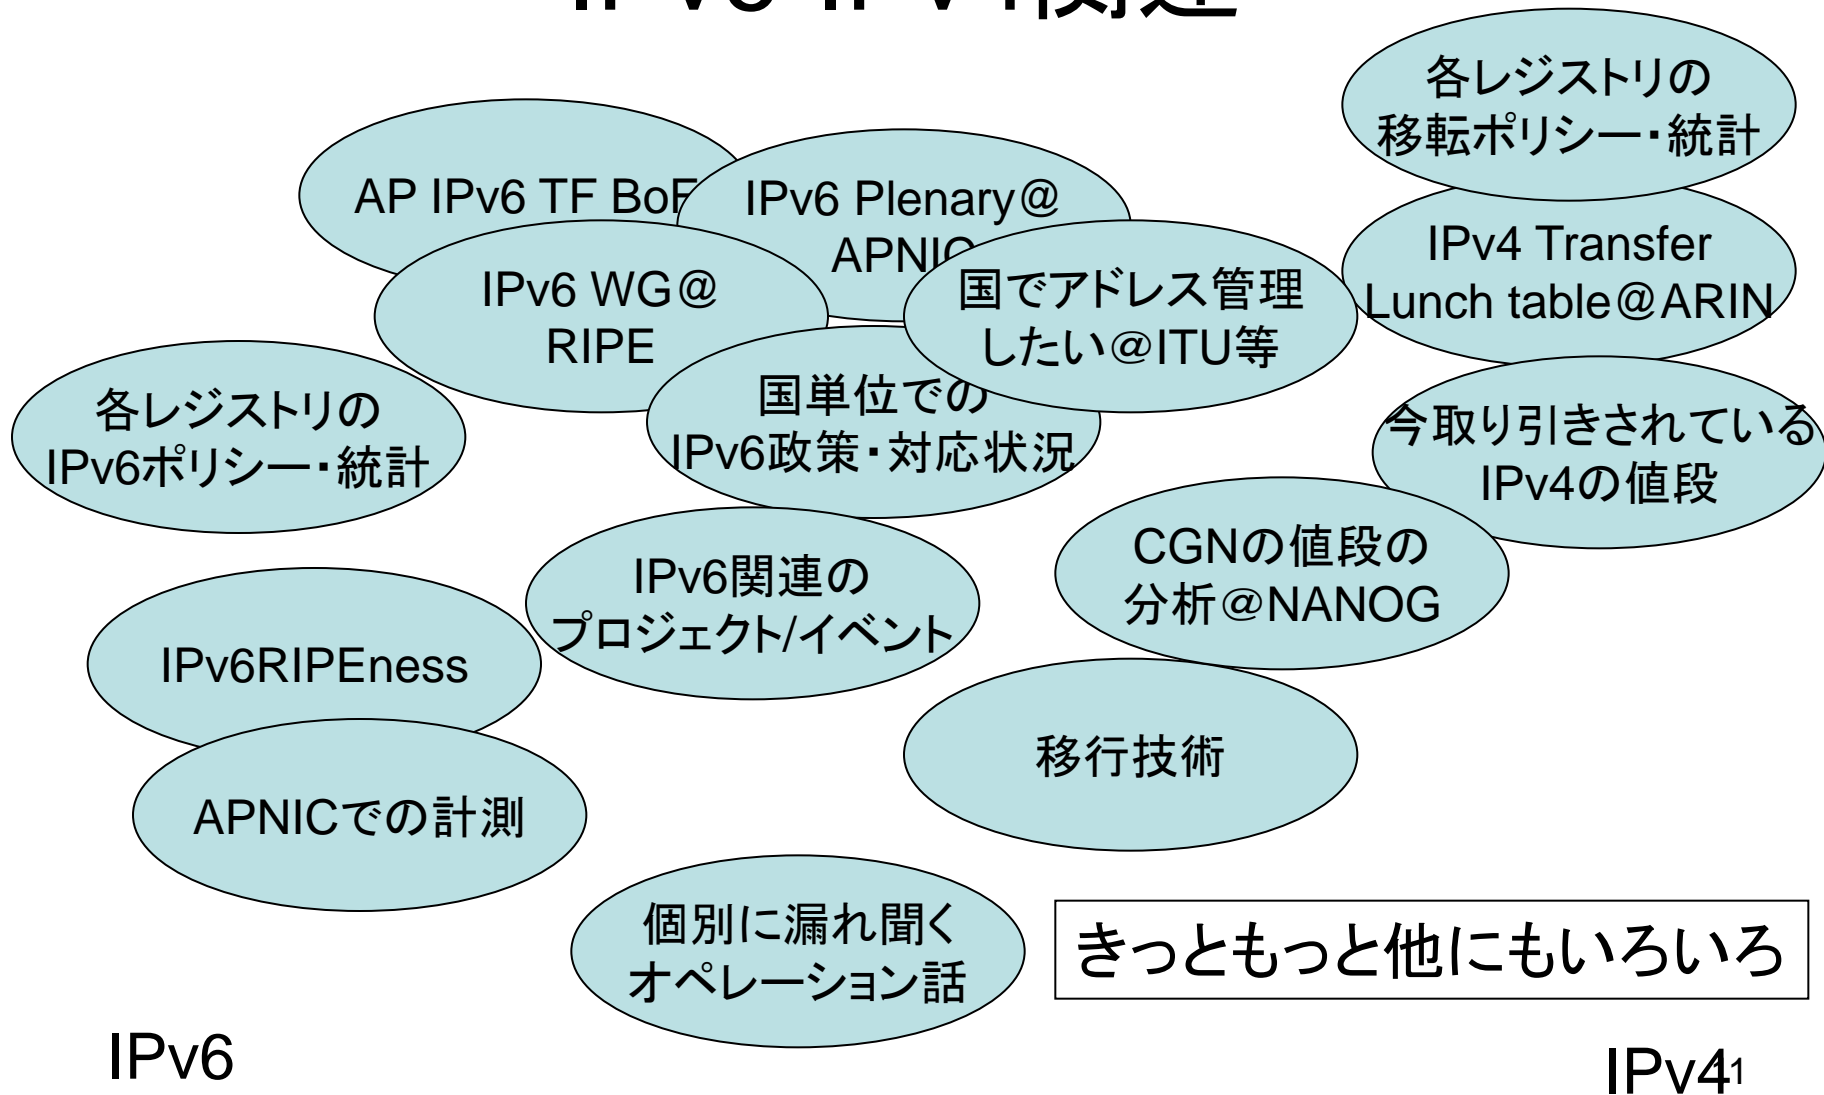 IPv6 IPv4関連
各レジストリの
移転ポリシー・統計
AP IPv6 TF BoF
IPv6 Plenary@
APNIC
IPv4 Transfer
Lunch table@ARIN
IPv6 WG@
RIPE
国でアドレス管理
したい@ITU等
各レジストリの
IPv6ポリシー・統計
国単位での
IPv6政策・対応状況
今取り引きされている
IPv4の値段
CGNの値段の
分析@NANOG
IPv6関連の
プロジェクト/イベント
IPv6RIPEness
移行技術
APNICでの計測
個別に漏れ聞く
オペレーション話
きっともっと他にもいろいろ
IPv6
IPv4
1